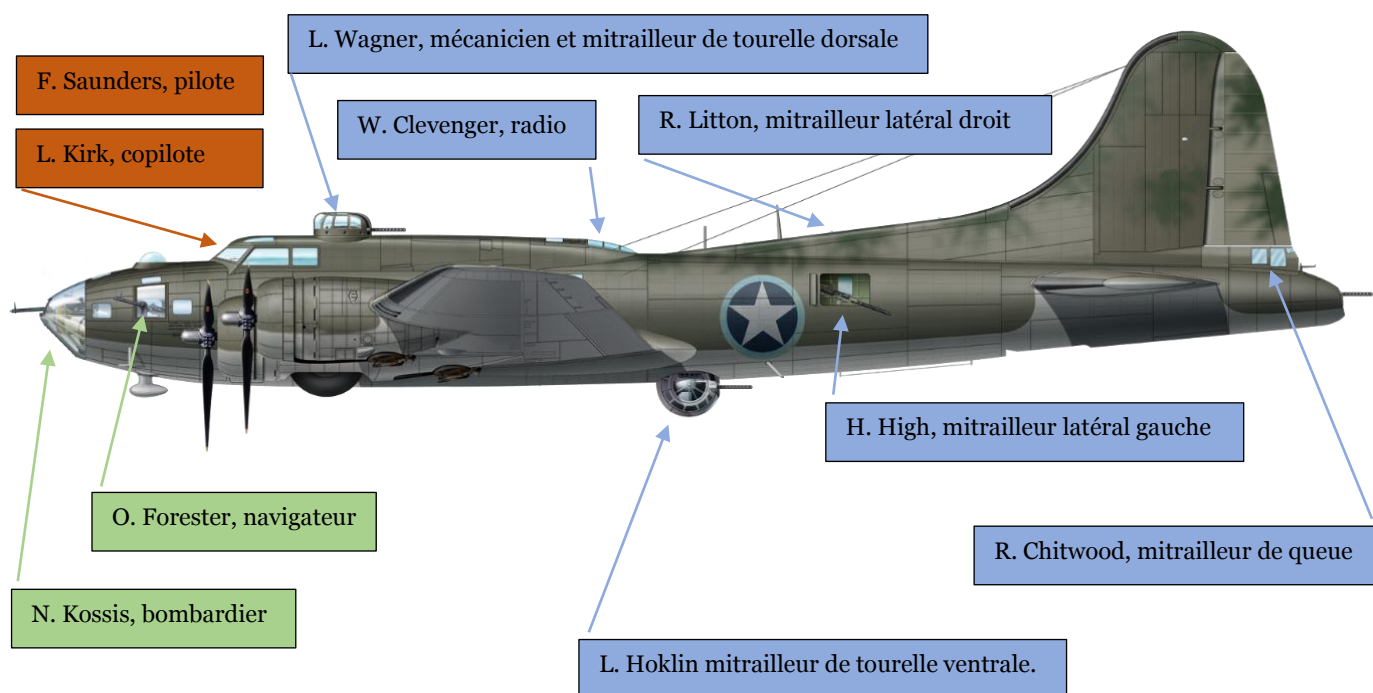 L. Wagner, mécanicien et mitrailleur de tourelle dorsale
F. Saunders, pilote
W. Clevenger, radio
R. Litton, mitrailleur latéral droit
L. Kirk, copilote
H. High, mitrailleur latéral gauche
O. Forester, navigateur
R. Chitwood, mitrailleur de queue
N. Kossis, bombardier
L. Hoklin mitrailleur de tourelle ventrale.